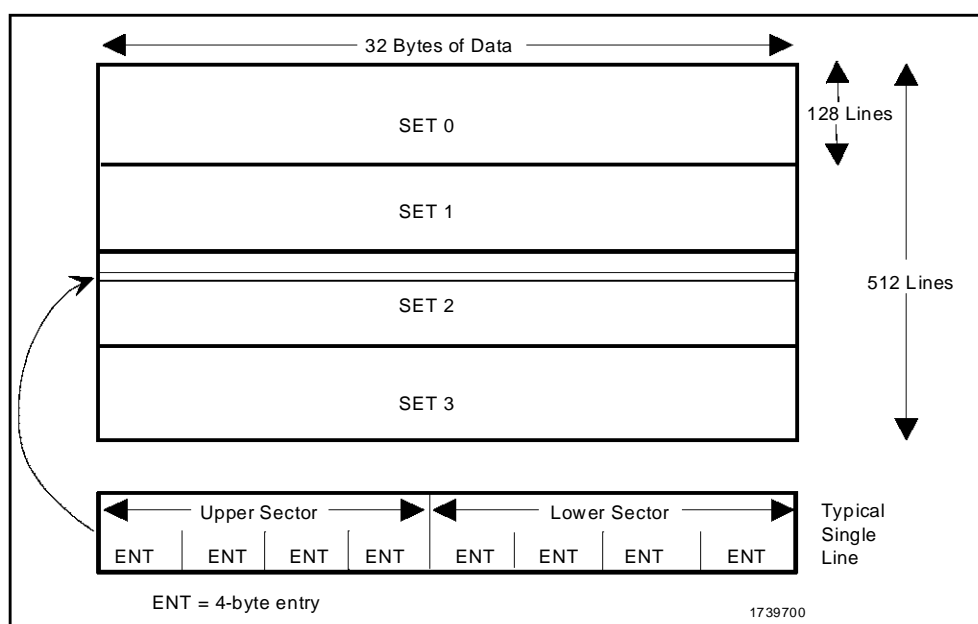 32 Bytes of Data
SET 0
128 Lines
SET 1
512 Lines
SET 2
SET 3
Upper Sector Lower Sector
ENT ENT ENT ENT ENT ENT ENT ENT
Typical
Single
Line
ENT = 4-byte entry
1739700